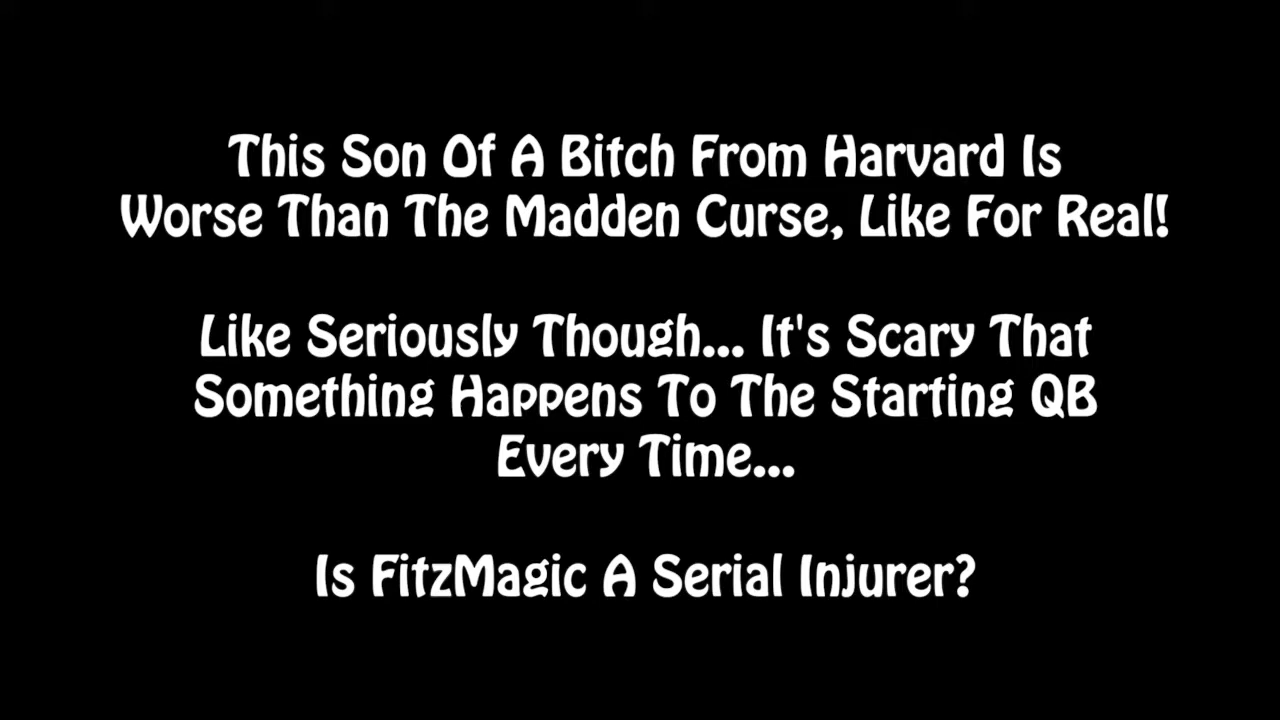 This Son Of A Bitch From Harvard Is
Worse Than The Madden Curse, Like For Real!
Like Seriously Though... It's Scary That
Something Happens To The Starting QB
Every Time...
Is FitzMagic A Serial Injurer?